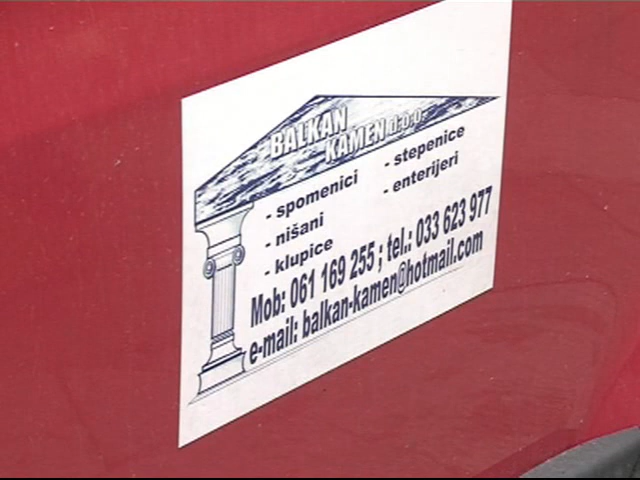 BALKAN
KAMEN d.o.o.
- spomenici
- nišani
- klupice
- stepenice
- enterijeri
Mob: 061 169 255 ; tel.: 033 623 977
e-mail: balkan-kamen@hotmail.com